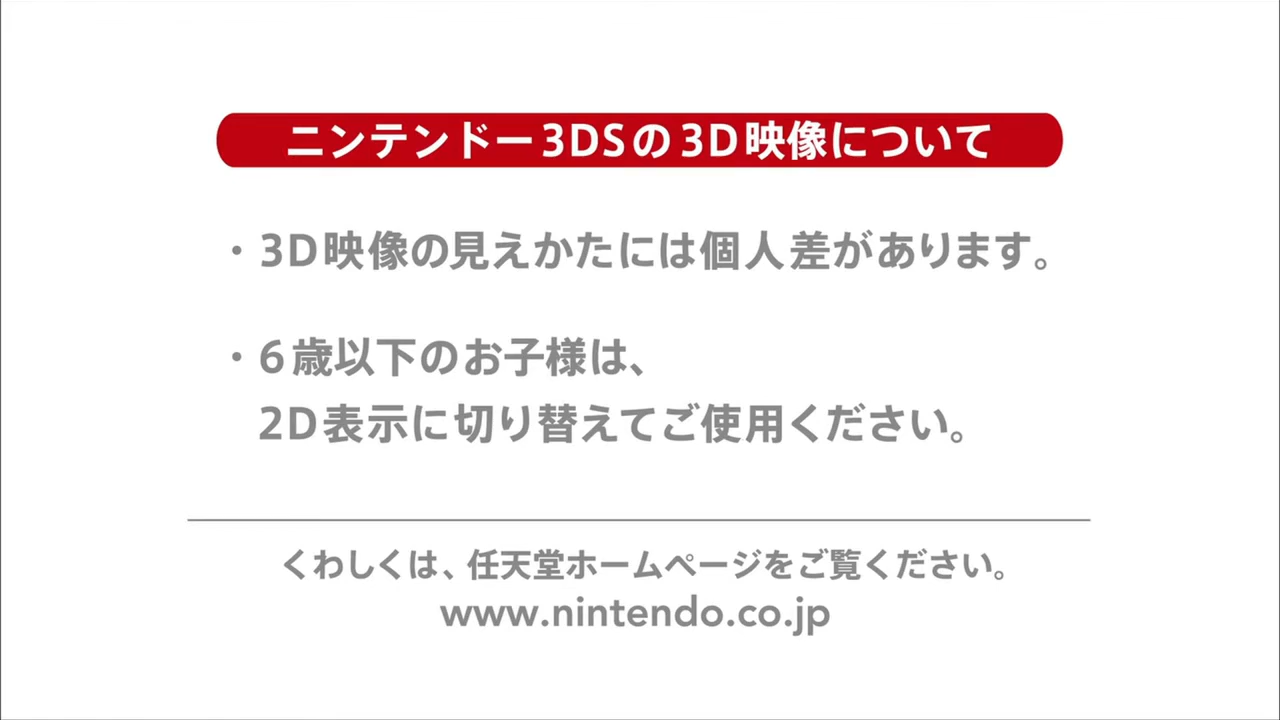 ニンテンドー3DSの3D映像について
・3D映像の見えかたには個人差があります。
・6歳以下のお子様は、
2D表示に切り替えてご使用ください。
くわしくは、任天堂ホームページをご覧ください。
www.nintendo.co.jp